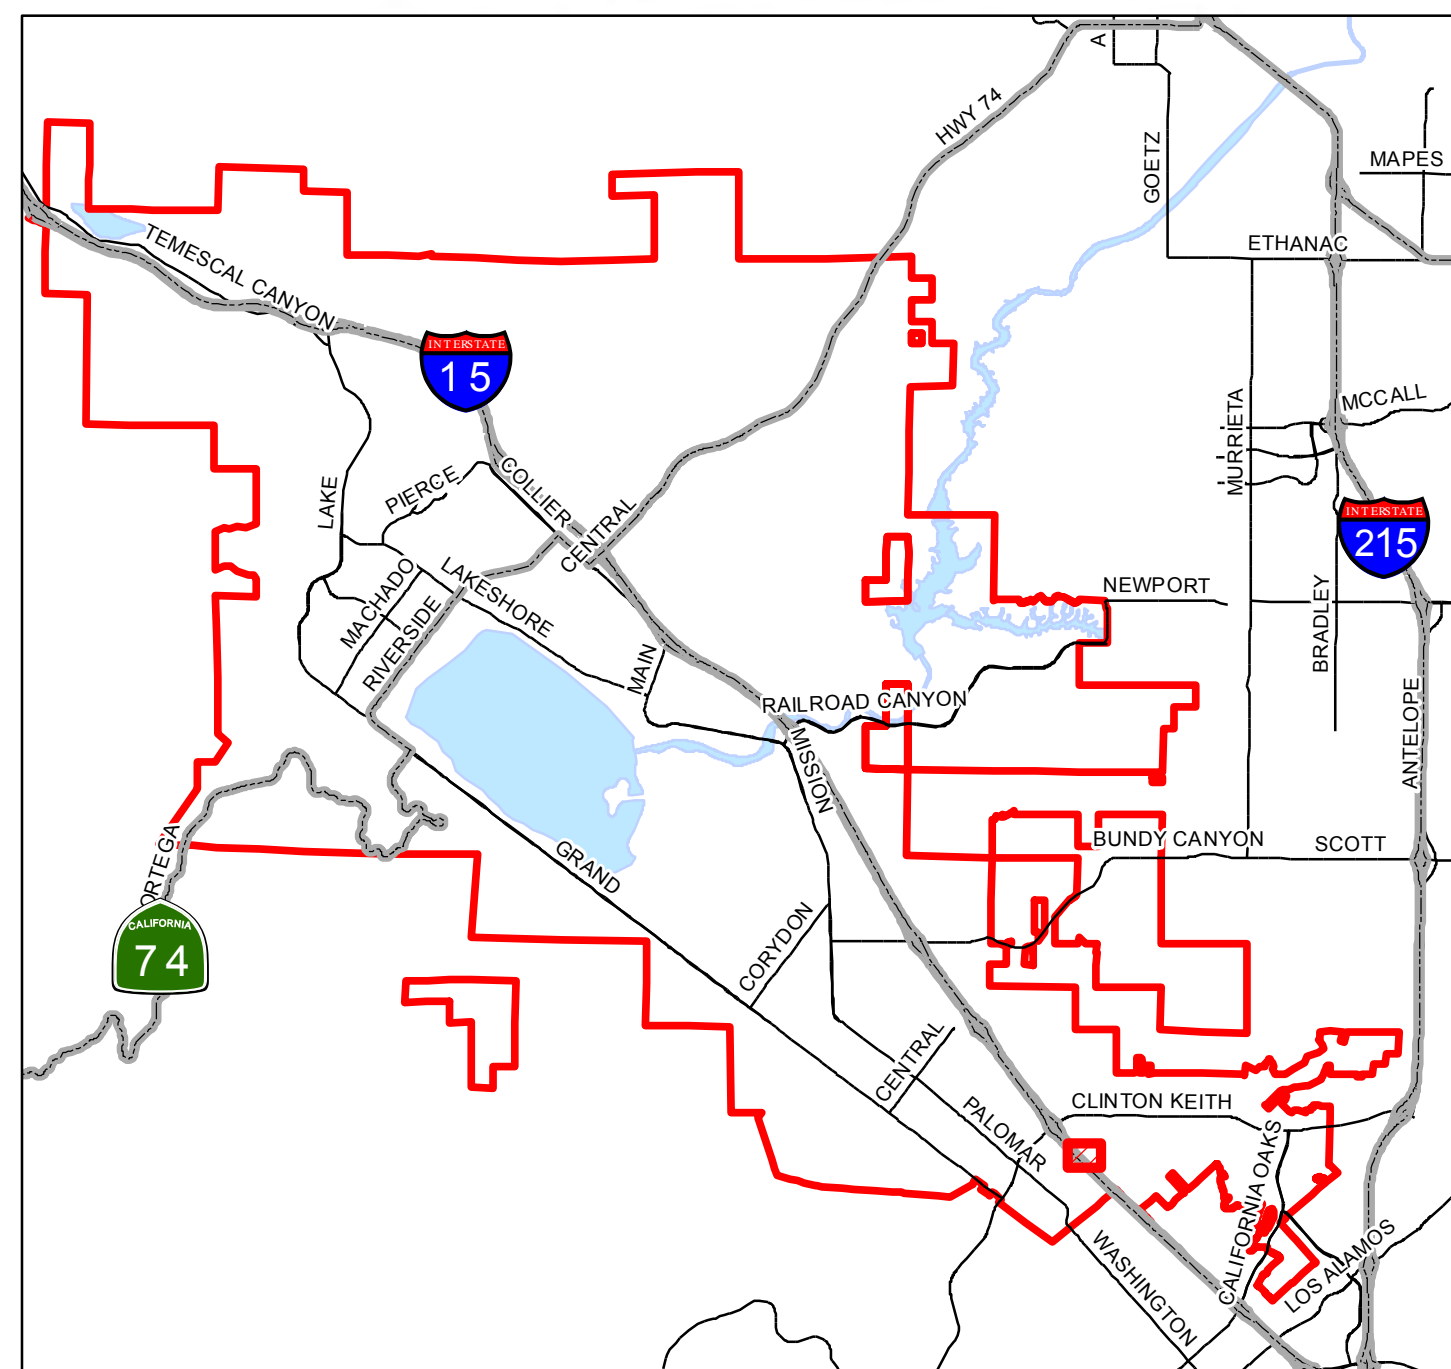 A
HWY 74
GOETZ
MAPES
TEMESCAL CANYON
ETHANAC
INTERSTATE
15
MURRIETA
MCCALL
LAKE
PIERCE
COLLIER
CENTRAL
INTERSTATE
215
MACHADO
LAKESHORE
RIVERSIDE
NEWPORT
BRADLEY
MAIN
RAILROAD CANYON
MISSION
ANTELOPE
ORTEGA
CALIFORNIA
74
GRAND
BUNDY CANYON
SCOTT
CORYDON
CENTRAL
PALOMAR
CLINTON KEITH
CALIFORNIA OAKS
WASHINGTON
LOS ALAMOS